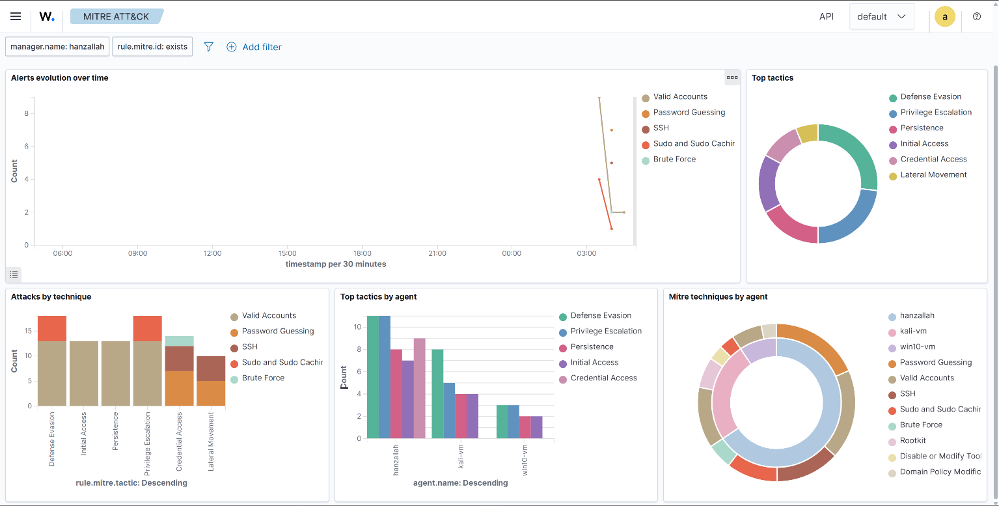 W.
MITRE ATT&CK
API
default
a
manager.name: hanzallah
rule.mitre.id: exists
Add filter
Alerts evolution over time
Count
8
6
4
2
0
06:00
09:00
12:00
15:00
18:00
21:00
00:00
03:00
timestamp per 30 minutes
Valid Accounts
Password Guessing
SSH
Sudo and Sudo Cachir
Brute Force
Top tactics
Defense Evasion
Privilege Escalation
Persistence
Initial Access
Credential Access
Lateral Movement
Attacks by technique
Count
15
10
5
0
Defense Evasion
Initial Access
Persistence
Privilege Escalation
Credential Access
Lateral Movement
rule.mitre.tactic: Descending
Valid Accounts
Password Guessing
SSH
Sudo and Sudo Cachir
Brute Force
Top tactics by agent
Count
10
8
6
4
2
0
hanzallah
kali-vm
win10-vm
agent.name: Descending
Defense Evasion
Privilege Escalation
Persistence
Initial Access
Credential Access
Mitre techniques by agent
hanzallah
kali-vm
win10-vm
Password Guessing
Valid Accounts
SSH
Sudo and Sudo Cachir
Brute Force
Rootkit
Disable or Modify Tool
Domain Policy Modific